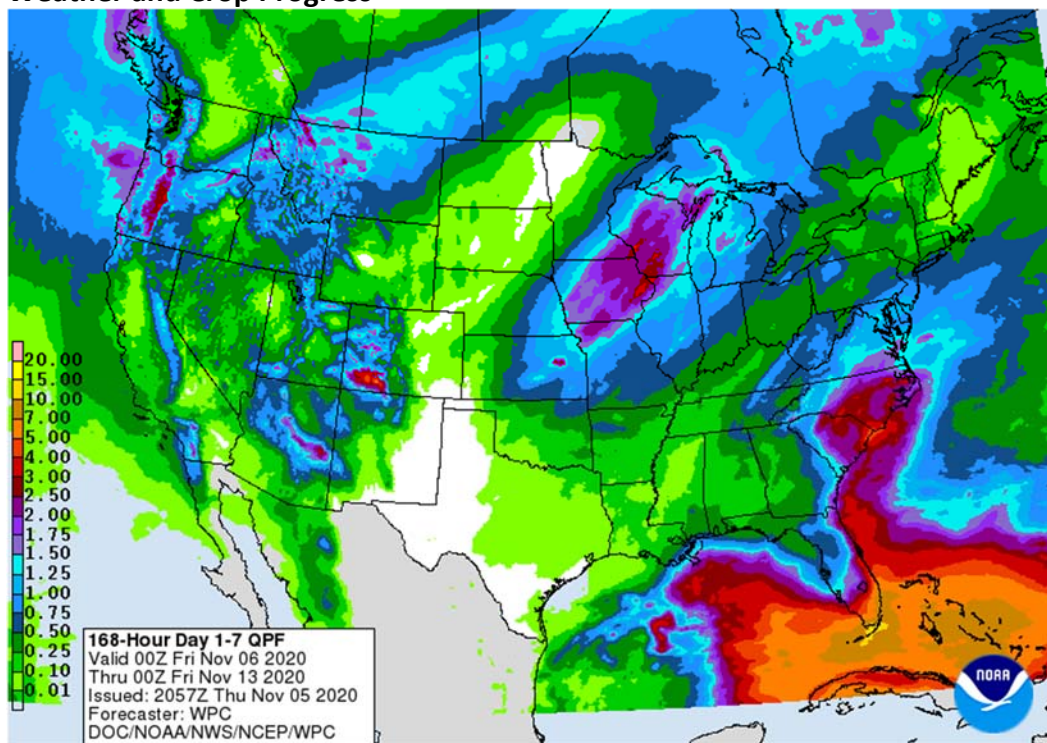 Weather and Crop Progress
20.00
15.00
10.00
7.00
5.00
4.00
3.00
2.50
2.00
1.75
1.50
1.25
1.00
0.75
0.50
0.25
0.10
0.01
168-Hour Day 1-7 QPF
Valid 00Z Fri Nov 06 2020
Thru 00Z Fri Nov 13 2020
Issued: 2057Z Thu Nov 05 2020
Forecaster: WPC
DOC/NOAA/NWS/NCEP/WPC
NOAA